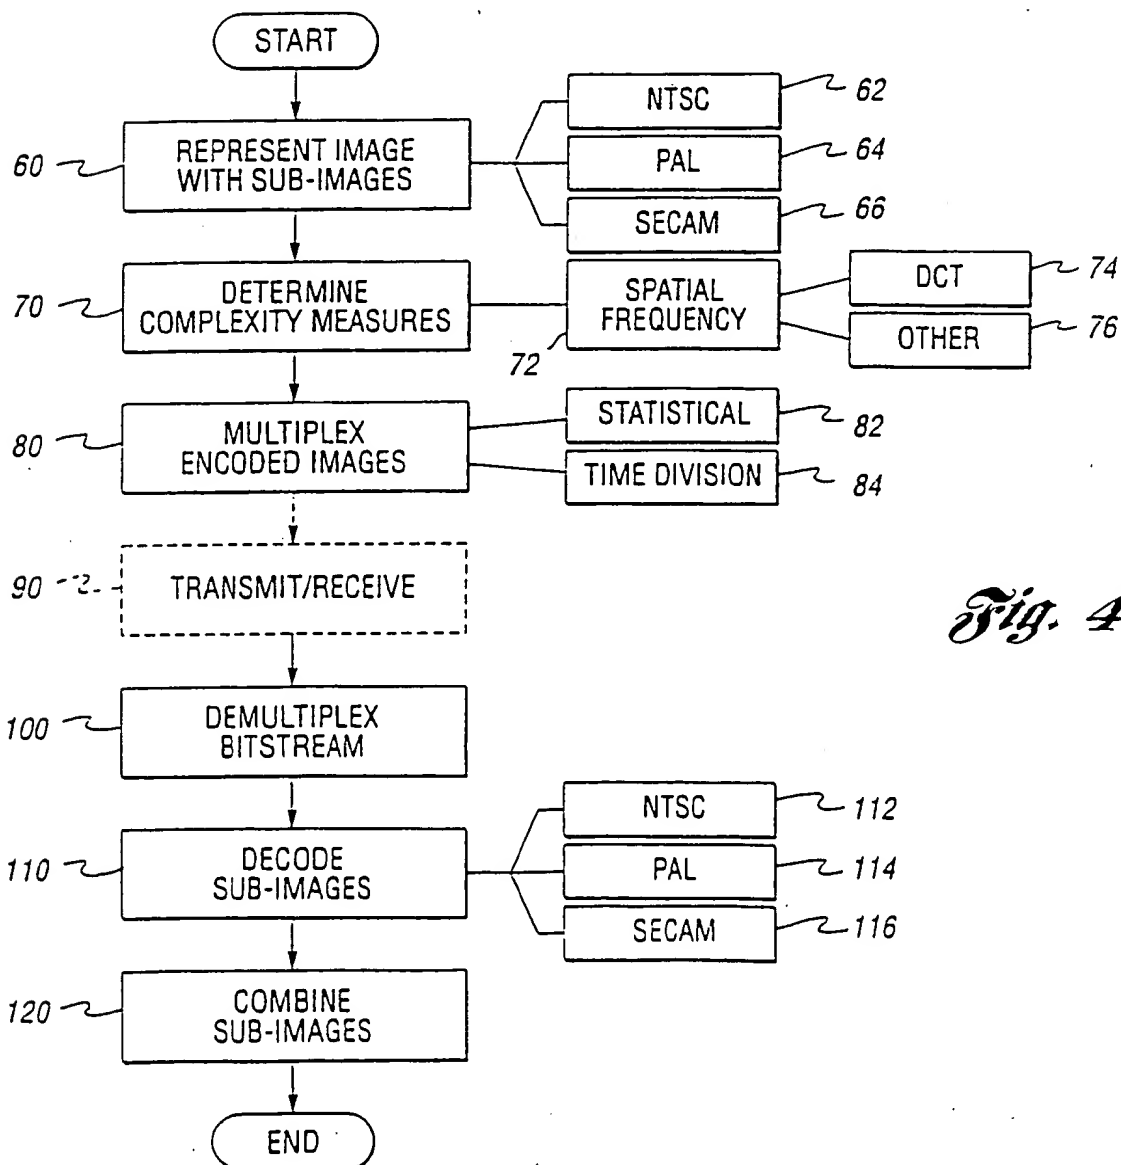 START
60
REPRESENT IMAGE
WITH SUB-IMAGES
NTSC
62
PAL
64
SECAM
66
70
DETERMINE
COMPLEXITY MEASURES
SPATIAL
FREQUENCY
72
DCT
74
OTHER
76
80
MULTIPLEX
ENCODED IMAGES
STATISTICAL
82
TIME DIVISION
84
90
TRANSMIT/RECEIVE
Fig. 4
100
DEMULTIPLEX
BITSTREAM
110
DECODE
SUB-IMAGES
NTSC
112
PAL
114
SECAM
116
120
COMBINE
SUB-IMAGES
END